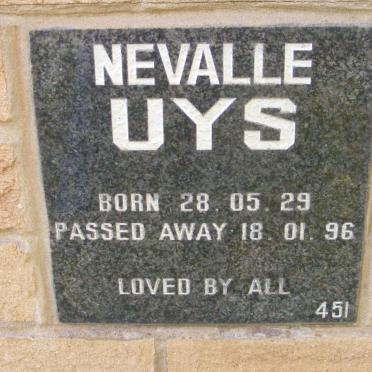 NEVALLE
UYS
BORN 28.05.29
PASSED AWAY 18.01.96
LOVED BY ALL
451